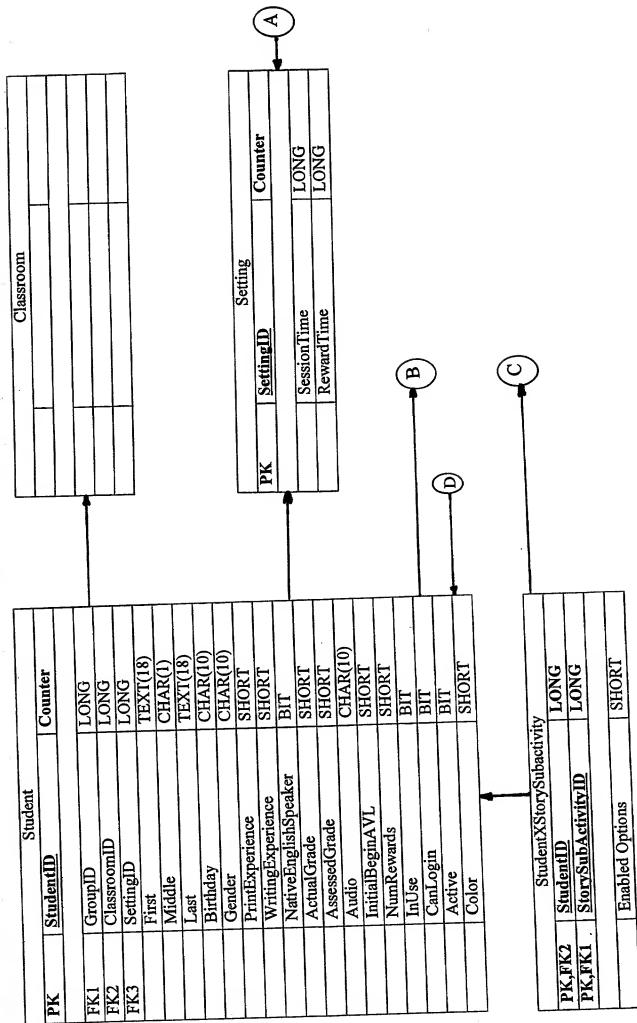 Student
PK StudentID Counter
FK1 GroupID LONG
FK2 ClassroomID LONG
FK3 SettingID LONG
First TEXT(18)
Middle CHAR(1)
Last TEXT(18)
Birthday CHAR(10)
Gender CHAR(10)
PrintExperience SHORT
WritingExperience SHORT
NativeEnglishSpeaker BIT
ActualGrade SHORT
AssessedGrade SHORT
Audio CHAR(10)
InitialBeginAVL SHORT
NumRewards SHORT
InUse BIT
CanLogin BIT
Active BIT
Color SHORT
Classroom
Setting
PK SettingID Counter
SessionTime LONG
RewardTime LONG
A
B
D
StudentXStorySubactivity
PK,FK2 StudentID LONG
PK,FK1 StorySubActivityID LONG
Enabled Options SHORT
C